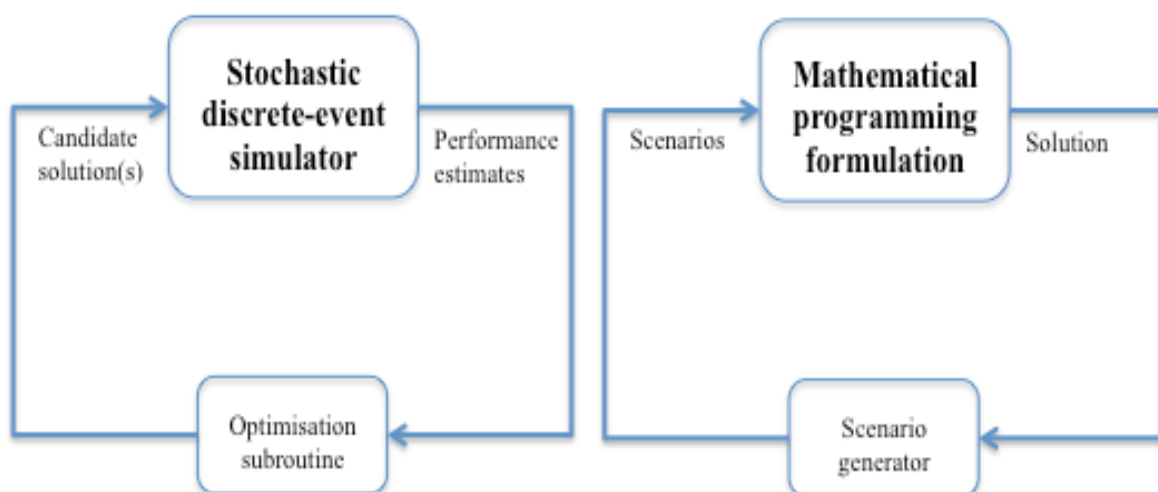 Stochastic
discrete-event
simulator
Candidate
solution(s)
Performance
estimates
Optimisation
subroutine
Mathematical
programming
formulation
Scenarios
Solution
Scenario
generator